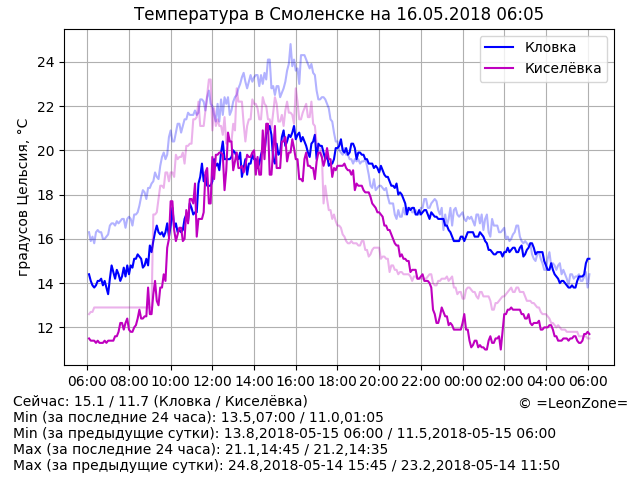 Температура в Смоленске на 16.05.2018 06:05
Кловка
Киселёвка
градусов Цельсия, °C
24
22
20
18
16
14
12
06:00 08:00 10:00 12:00 14:00 16:00 18:00 20:00 22:00 00:00 02:00 04:00 06:00
Сейчас: 15.1 / 11.7 (Кловка / Киселёвка)
© =LeonZone=
Min (за последние 24 часа): 13.5,07:00 / 11.0,01:05
Min (за предыдущие сутки): 13.8,2018-05-15 06:00 / 11.5,2018-05-15 06:00
Max (за последние 24 часа): 21.1,14:45 / 21.2,14:35
Max (за предыдущие сутки): 24.8,2018-05-14 15:45 / 23.2,2018-05-14 11:50